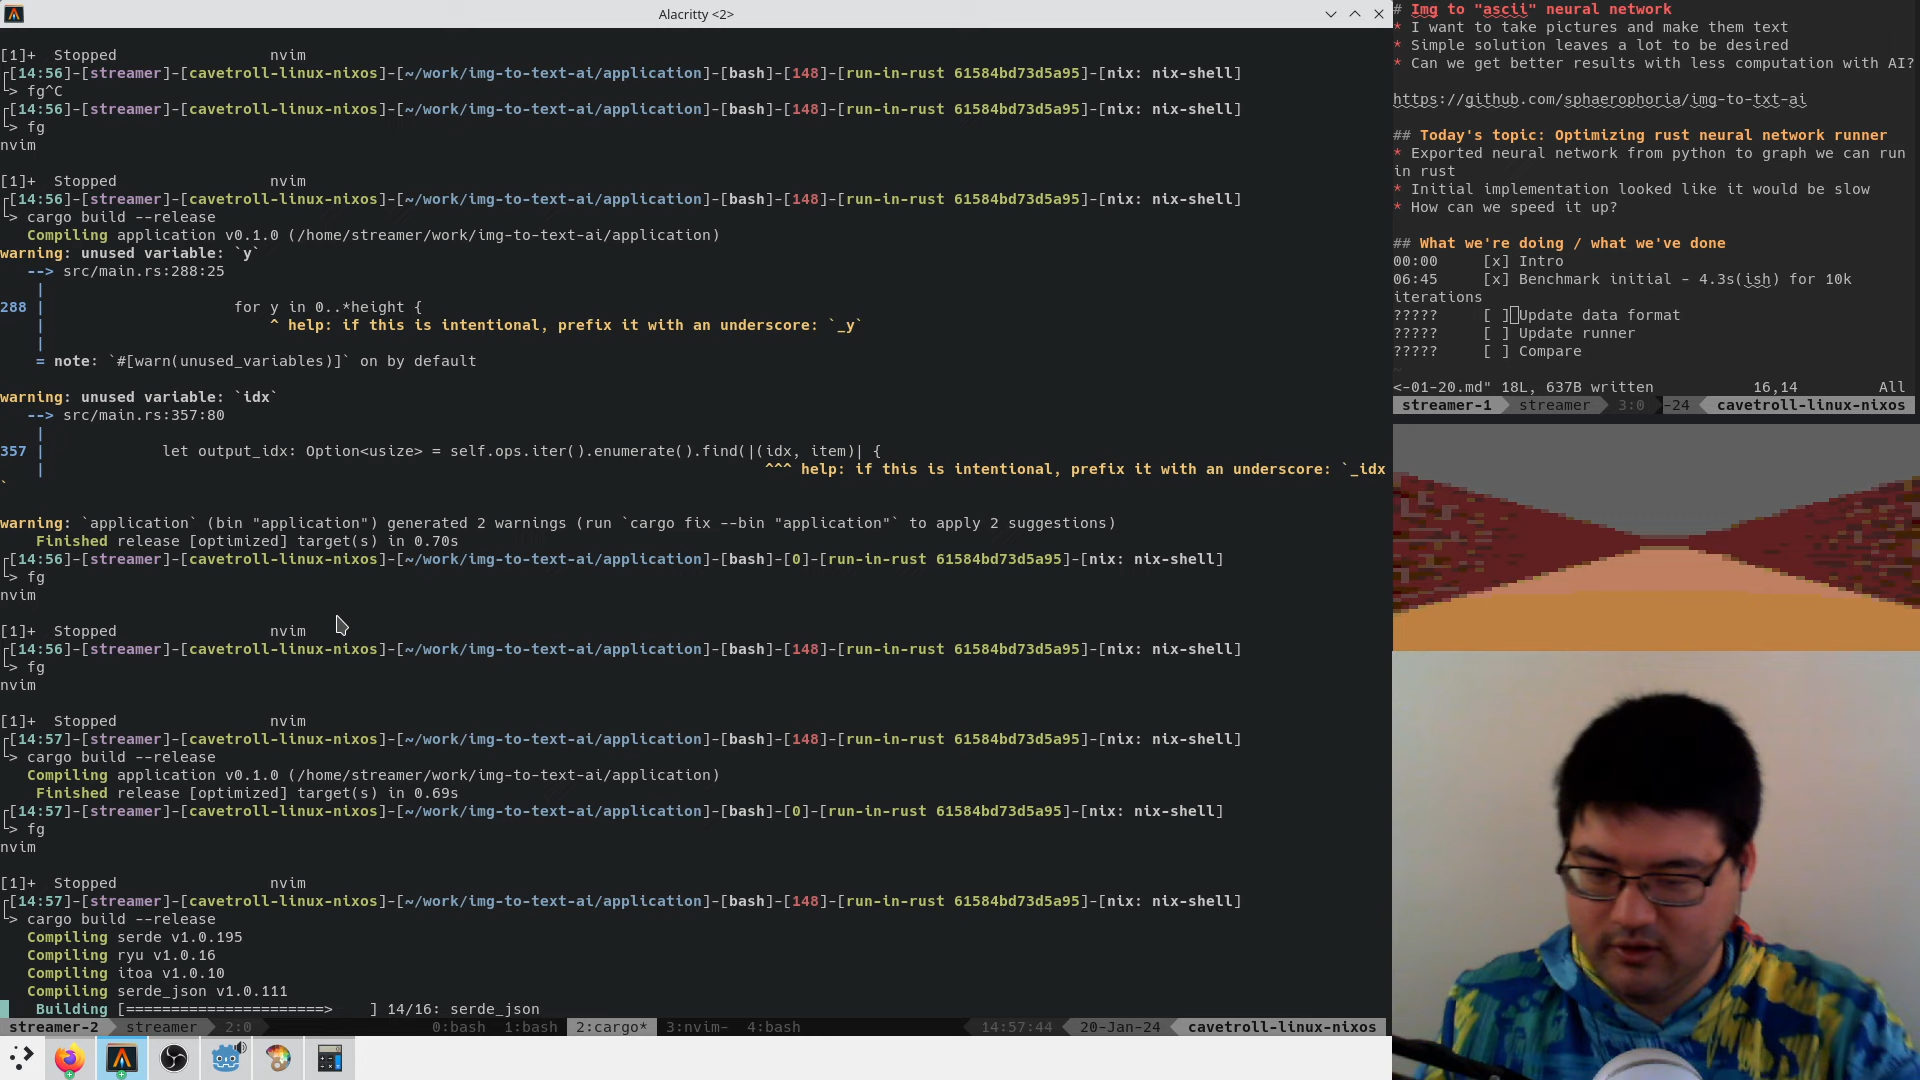 Alacritty <2>
[1]+  Stopped                 nvim
┌[14:56]-[streamer]-[cavetroll-linux-nixos]-[~/work/img-to-text-ai/application]-[bash]-[148]-[run-in-rust 61584bd73d5a95]-[nix: nix-shell]
└> fg^C
┌[14:56]-[streamer]-[cavetroll-linux-nixos]-[~/work/img-to-text-ai/application]-[bash]-[148]-[run-in-rust 61584bd73d5a95]-[nix: nix-shell]
└> fg
nvim
[1]+  Stopped                 nvim
┌[14:56]-[streamer]-[cavetroll-linux-nixos]-[~/work/img-to-text-ai/application]-[bash]-[148]-[run-in-rust 61584bd73d5a95]-[nix: nix-shell]
└> cargo build --release
   Compiling application v0.1.0 (/home/streamer/work/img-to-text-ai/application)
warning: unused variable: `y`
   --> src/main.rs:288:25
    |
288 |                     for y in 0..*height {
    |                         ^ help: if this is intentional, prefix it with an underscore: `_y`
    |
    = note: `#[warn(unused_variables)]` on by default
warning: unused variable: `idx`
   --> src/main.rs:357:80
    |
357 |             let output_idx: Option<usize> = self.ops.iter().enumerate().find(|(idx, item)| {
    |                                                                                ^^^ help: if this is intentional, prefix it with an underscore: `_idx
`
warning: `application` (bin "application") generated 2 warnings (run `cargo fix --bin "application"` to apply 2 suggestions)
    Finished release [optimized] target(s) in 0.70s
┌[14:56]-[streamer]-[cavetroll-linux-nixos]-[~/work/img-to-text-ai/application]-[bash]-[0]-[run-in-rust 61584bd73d5a95]-[nix: nix-shell]
└> fg
nvim
[1]+  Stopped                 nvim
┌[14:56]-[streamer]-[cavetroll-linux-nixos]-[~/work/img-to-text-ai/application]-[bash]-[148]-[run-in-rust 61584bd73d5a95]-[nix: nix-shell]
└> fg
nvim
[1]+  Stopped                 nvim
┌[14:57]-[streamer]-[cavetroll-linux-nixos]-[~/work/img-to-text-ai/application]-[bash]-[148]-[run-in-rust 61584bd73d5a95]-[nix: nix-shell]
└> cargo build --release
   Compiling application v0.1.0 (/home/streamer/work/img-to-text-ai/application)
    Finished release [optimized] target(s) in 0.69s
┌[14:57]-[streamer]-[cavetroll-linux-nixos]-[~/work/img-to-text-ai/application]-[bash]-[0]-[run-in-rust 61584bd73d5a95]-[nix: nix-shell]
└> fg
nvim
[1]+  Stopped                 nvim
┌[14:57]-[streamer]-[cavetroll-linux-nixos]-[~/work/img-to-text-ai/application]-[bash]-[148]-[run-in-rust 61584bd73d5a95]-[nix: nix-shell]
└> cargo build --release
   Compiling serde v1.0.195
   Compiling ryu v1.0.16
   Compiling itoa v1.0.10
   Compiling serde_json v1.0.111
    Building [======================>    ] 14/16: serde_json
streamer-2 streamer 2:0 0:bash 1:bash 2:cargo* 3:nvim- 4:bash 14:57:44 20-Jan-24 cavetroll-linux-nixos
# Img to "ascii" neural network
* I want to take pictures and make them text
* Simple solution leaves a lot to be desired
* Can we get better results with less computation with AI?
https://github.com/sphaerophoria/img-to-txt-ai
## Today's topic: Optimizing rust neural network runner
* Exported neural network from python to graph we can run
in rust
* Initial implementation looked like it would be slow
* How can we speed it up?
## What we're doing / what we've done
00:00     [x] Intro
06:45     [x] Benchmark initial - 4.3s(ish) for 10k
iterations
?????     [ ] Update data format
?????     [ ] Update runner
?????     [ ] Compare
~
<-01-20.md" 18L, 637B written 16,14 All
streamer-1 streamer 3:0 -24 cavetroll-linux-nixos